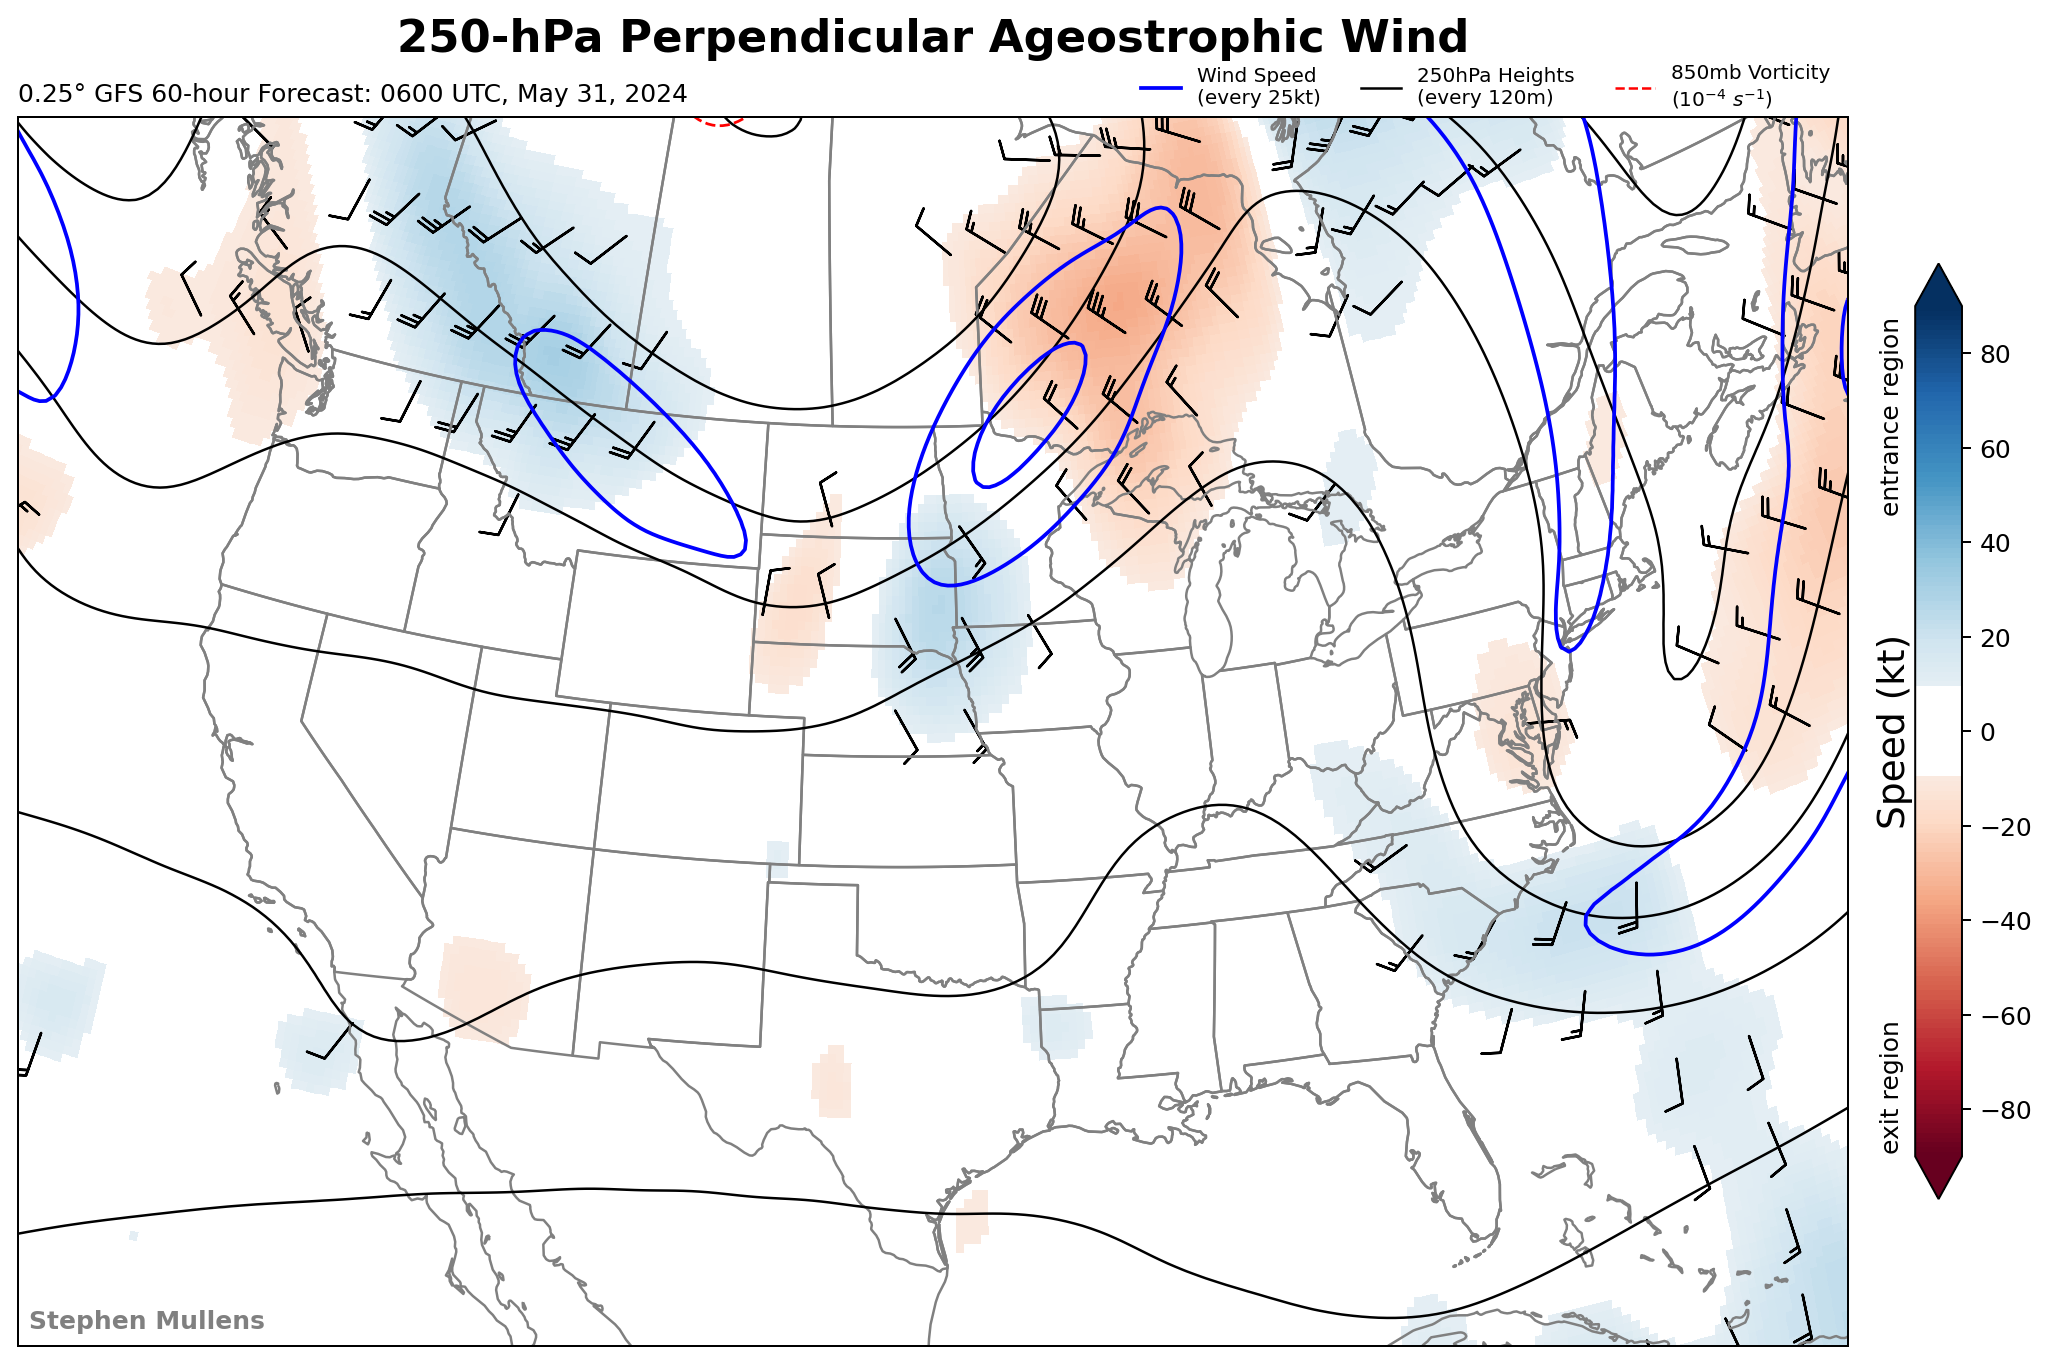 250-hPa Perpendicular Ageostrophic Wind
0.25° GFS 60-hour Forecast: 0600 UTC, May 31, 2024
Wind Speed
(every 25kt)
250hPa Heights
(every 120m)
850mb Vorticity
(10⁻⁴ s⁻¹)
entrance region
Speed (kt)
exit region
80
60
40
20
0
−20
−40
−60
−80
Stephen Mullens